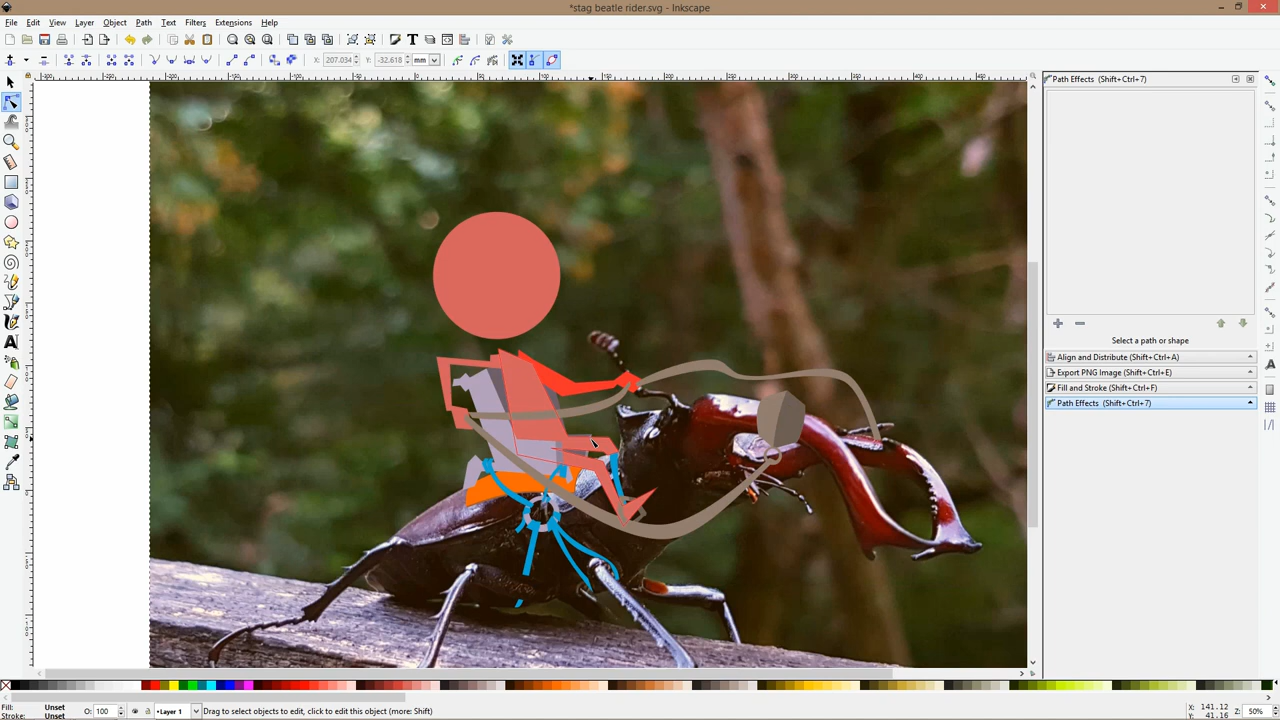 *stag beatle rider.svg - Inkscape
File Edit View Layer Object Path Text Filters Extensions Help
X: 207.034 Y: -32.618 mm
Path Effects (Shift+Ctrl+7)
Select a path or shape
Align and Distribute (Shift+Ctrl+A)
Export PNG Image (Shift+Ctrl+E)
Fill and Stroke (Shift+Ctrl+F)
Path Effects (Shift+Ctrl+7)
Fill: Unset
Stroke: Unset
O: 100
•Layer 1
Drag to select objects to edit, click to edit this object (more: Shift)
X: 141.12
Y: 41.16
Z: 50%